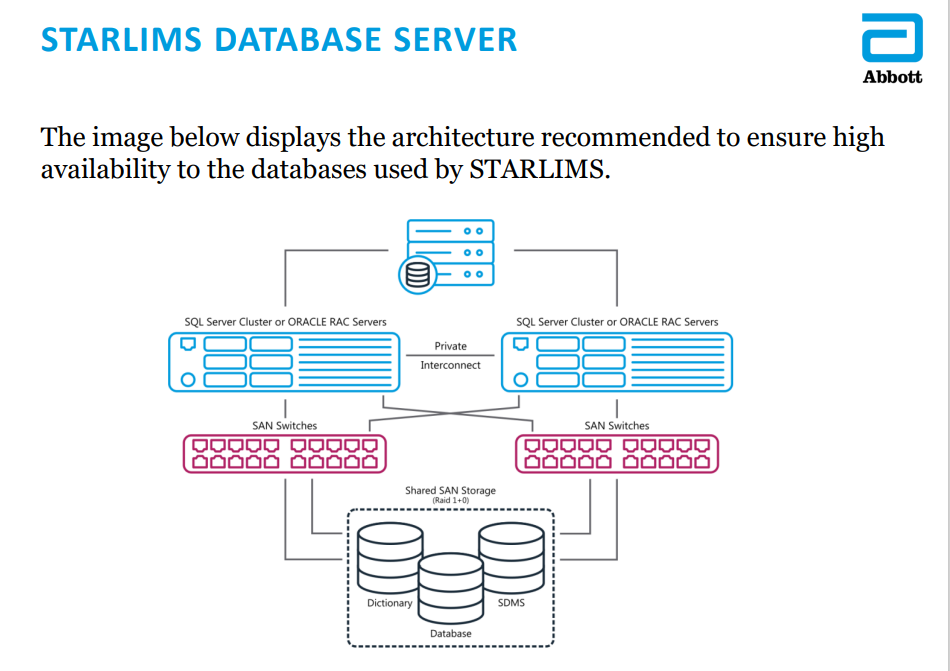 STARLIMS DATABASE SERVER
Abbott
The image below displays the architecture recommended to ensure high
availability to the databases used by STARLIMS.
SQL Server Cluster or ORACLE RAC Servers
SQL Server Cluster or ORACLE RAC Servers
Private
Interconnect
SAN Switches
SAN Switches
Shared SAN Storage
(Raid 1+0)
Dictionary
SDMS
Database